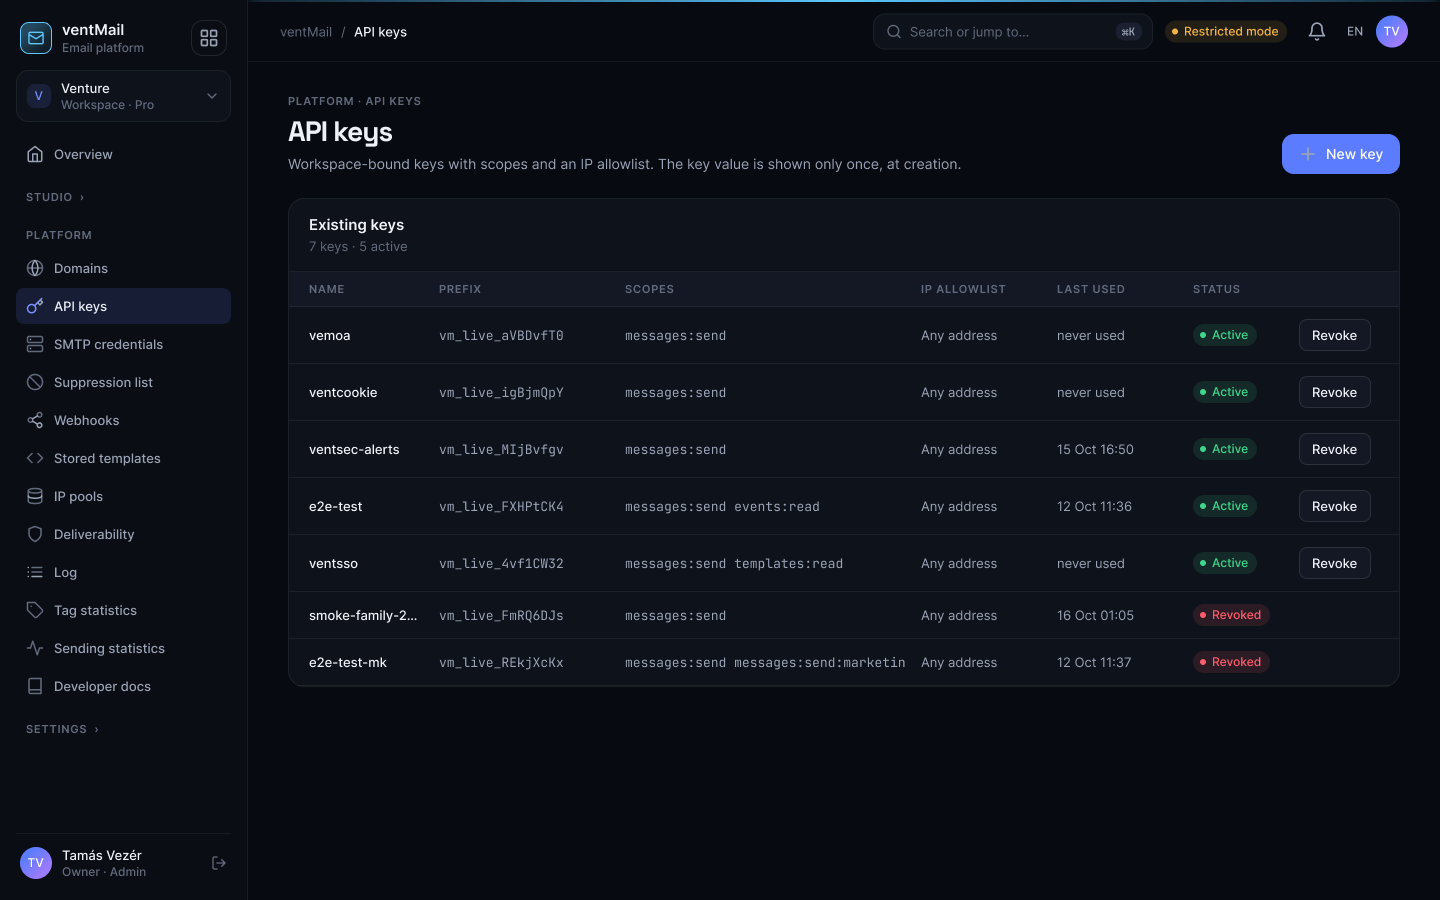 ventMail
Email platform
V
Venture
Workspace · Pro
Overview
STUDIO ›
PLATFORM
Domains
API keys
SMTP credentials
Suppression list
Webhooks
Stored templates
IP pools
Deliverability
Log
Tag statistics
Sending statistics
Developer docs
SETTINGS ›
TV
Tamás Vezér
Owner · Admin
ventMail / API keys
Search or jump to... ⌘K
Restricted mode
EN
TV
PLATFORM · API KEYS
API keys
Workspace-bound keys with scopes and an IP allowlist. The key value is shown only once, at creation.
New key
Existing keys
7 keys · 5 active
NAME PREFIX SCOPES IP ALLOWLIST LAST USED STATUS
vemoa vm_live_aVBDvfT0 messages:send Any address never used Active Revoke
ventcookie vm_live_igBjmQpY messages:send Any address never used Active Revoke
ventsec-alerts vm_live_MIjBvfgv messages:send Any address 15 Oct 16:50 Active Revoke
e2e-test vm_live_FXHPtCK4 messages:send events:read Any address 12 Oct 11:36 Active Revoke
ventsso vm_live_4vf1CW32 messages:send templates:read Any address never used Active Revoke
smoke-family-2... vm_live_FmRQ6DJs messages:send Any address 16 Oct 01:05 Revoked
e2e-test-mk vm_live_REkjXcKx messages:send messages:send:marketin Any address 12 Oct 11:37 Revoked